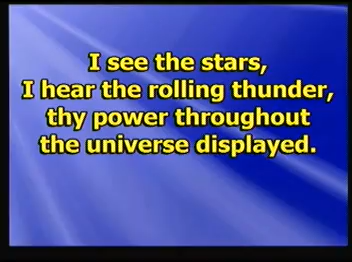 I see the stars,
I hear the rolling thunder,
thy power throughout
the universe displayed.